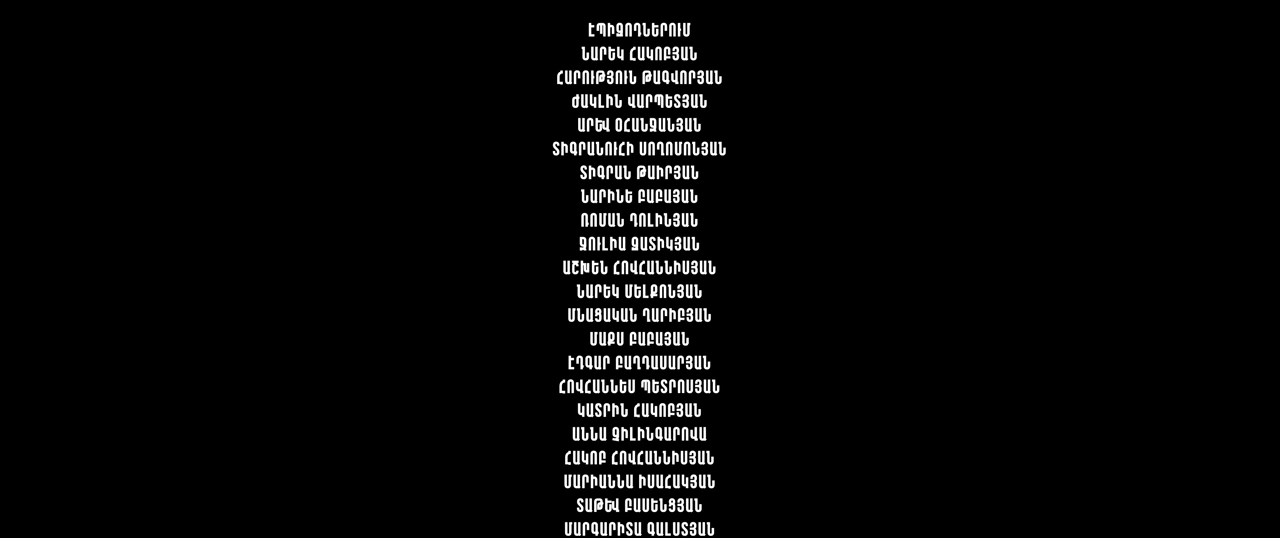 ԷՊԻԶՈԴՆԵՐՈՒՄ
ՆԱՐԵԿ ՀԱԿՈԲՅԱՆ
ՀԱՐՈՒԹՅՈՒՆ ԹԱԳՎՈՐՅԱՆ
ԺԱԿԼԻՆ ՎԱՐՊԵՏՅԱՆ
ԱՐԵՎ ՕՀԱՆՋԱՆՅԱՆ
ՏԻԳՐԱՆՈՒՀԻ ՍՈՂՈՄՈՆՅԱՆ
ՏԻԳՐԱՆ ԹԱԻՐՅԱՆ
ՆԱՐԻՆԵ ԲԱԲԱՅԱՆ
ՌՈՄԱՆ ԴՈԼԻՆՅԱՆ
ՋՈՒԼԻԱ ԶԱՏԻԿՅԱՆ
ԱՇԽԵՆ ՀՈՎՀԱՆՆԻՍՅԱՆ
ՆԱՐԵԿ ՄԵԼՔՈՆՅԱՆ
ՄՆԱՑԱԿԱՆ ՂԱՐԻԲՅԱՆ
ՄԱՔՍ ԲԱԲԱՅԱՆ
ԷԴԳԱՐ ԲԱՂԴԱՍԱՐՅԱՆ
ՀՈՎՀԱՆՆԵՍ ՊԵՏՐՈՍՅԱՆ
ԿԱՏՐԻՆ ՀԱԿՈԲՅԱՆ
ԱՆՆԱ ՉԻԼԻՆԳԱՐՈՎԱ
ՀԱԿՈԲ ՀՈՎՀԱՆՆԻՍՅԱՆ
ՄԱՐԻԱՆՆԱ ԻՍԱՀԱԿՅԱՆ
ՏԱԹԵՎ ԲԱՍԵՆՑՅԱՆ
ՄԱՐԳԱՐԻՏԱ ԳԱԼՍՏՅԱՆ